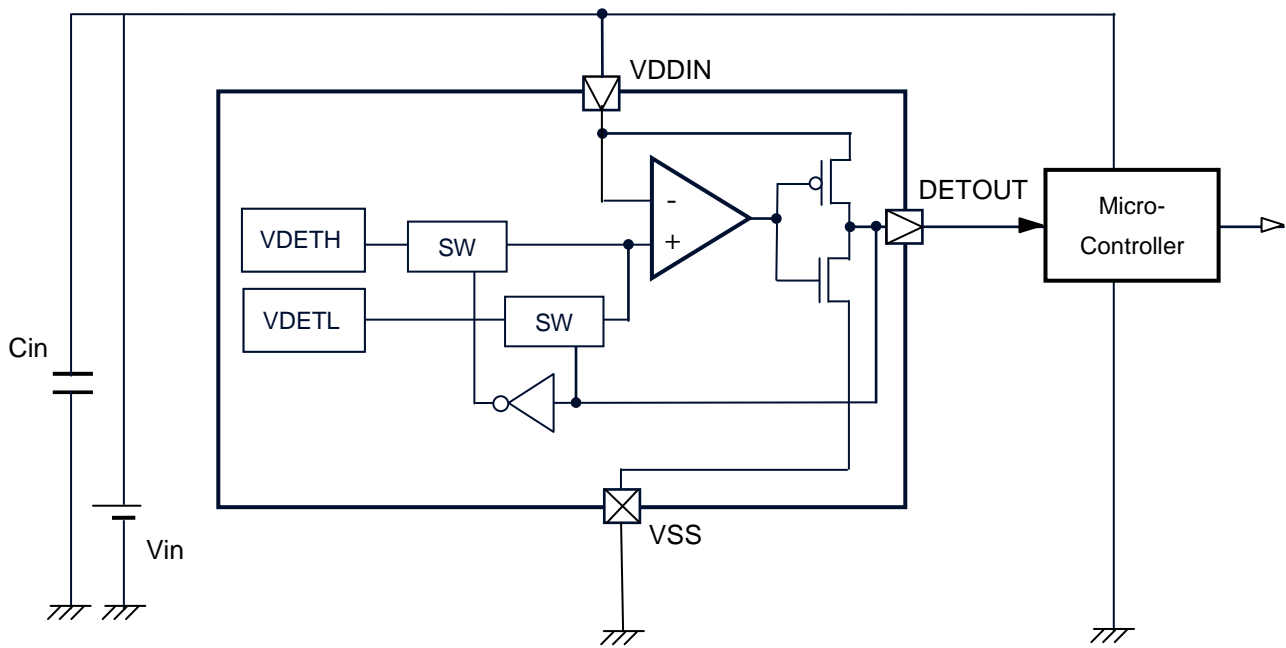 VDDIN
DETOUT
Micro-
Controller
-
+
VDETH
SW
VDETL
SW
Cin
Vin
VSS